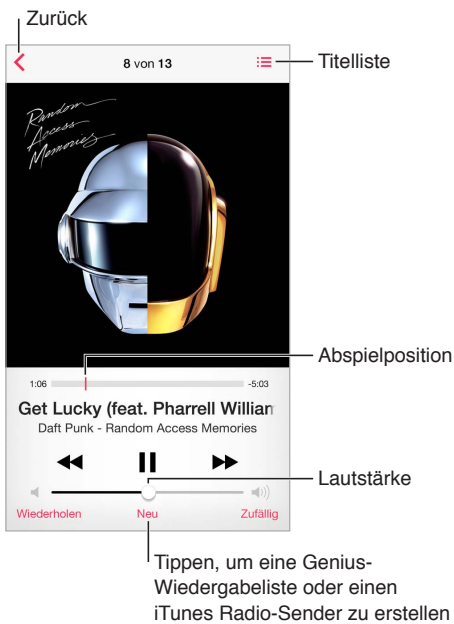 Zurück
8 von 13
Titelliste
Random
Access
Memories
Abspielposition
1:06
-5:03
Get Lucky (feat. Pharrell Willian
Daft Punk - Random Access Memories
Lautstärke
Wiederholen
Neu
Zufällig
Tippen, um eine Genius-
Wiedergabeliste oder einen
iTunes Radio-Sender zu erstellen